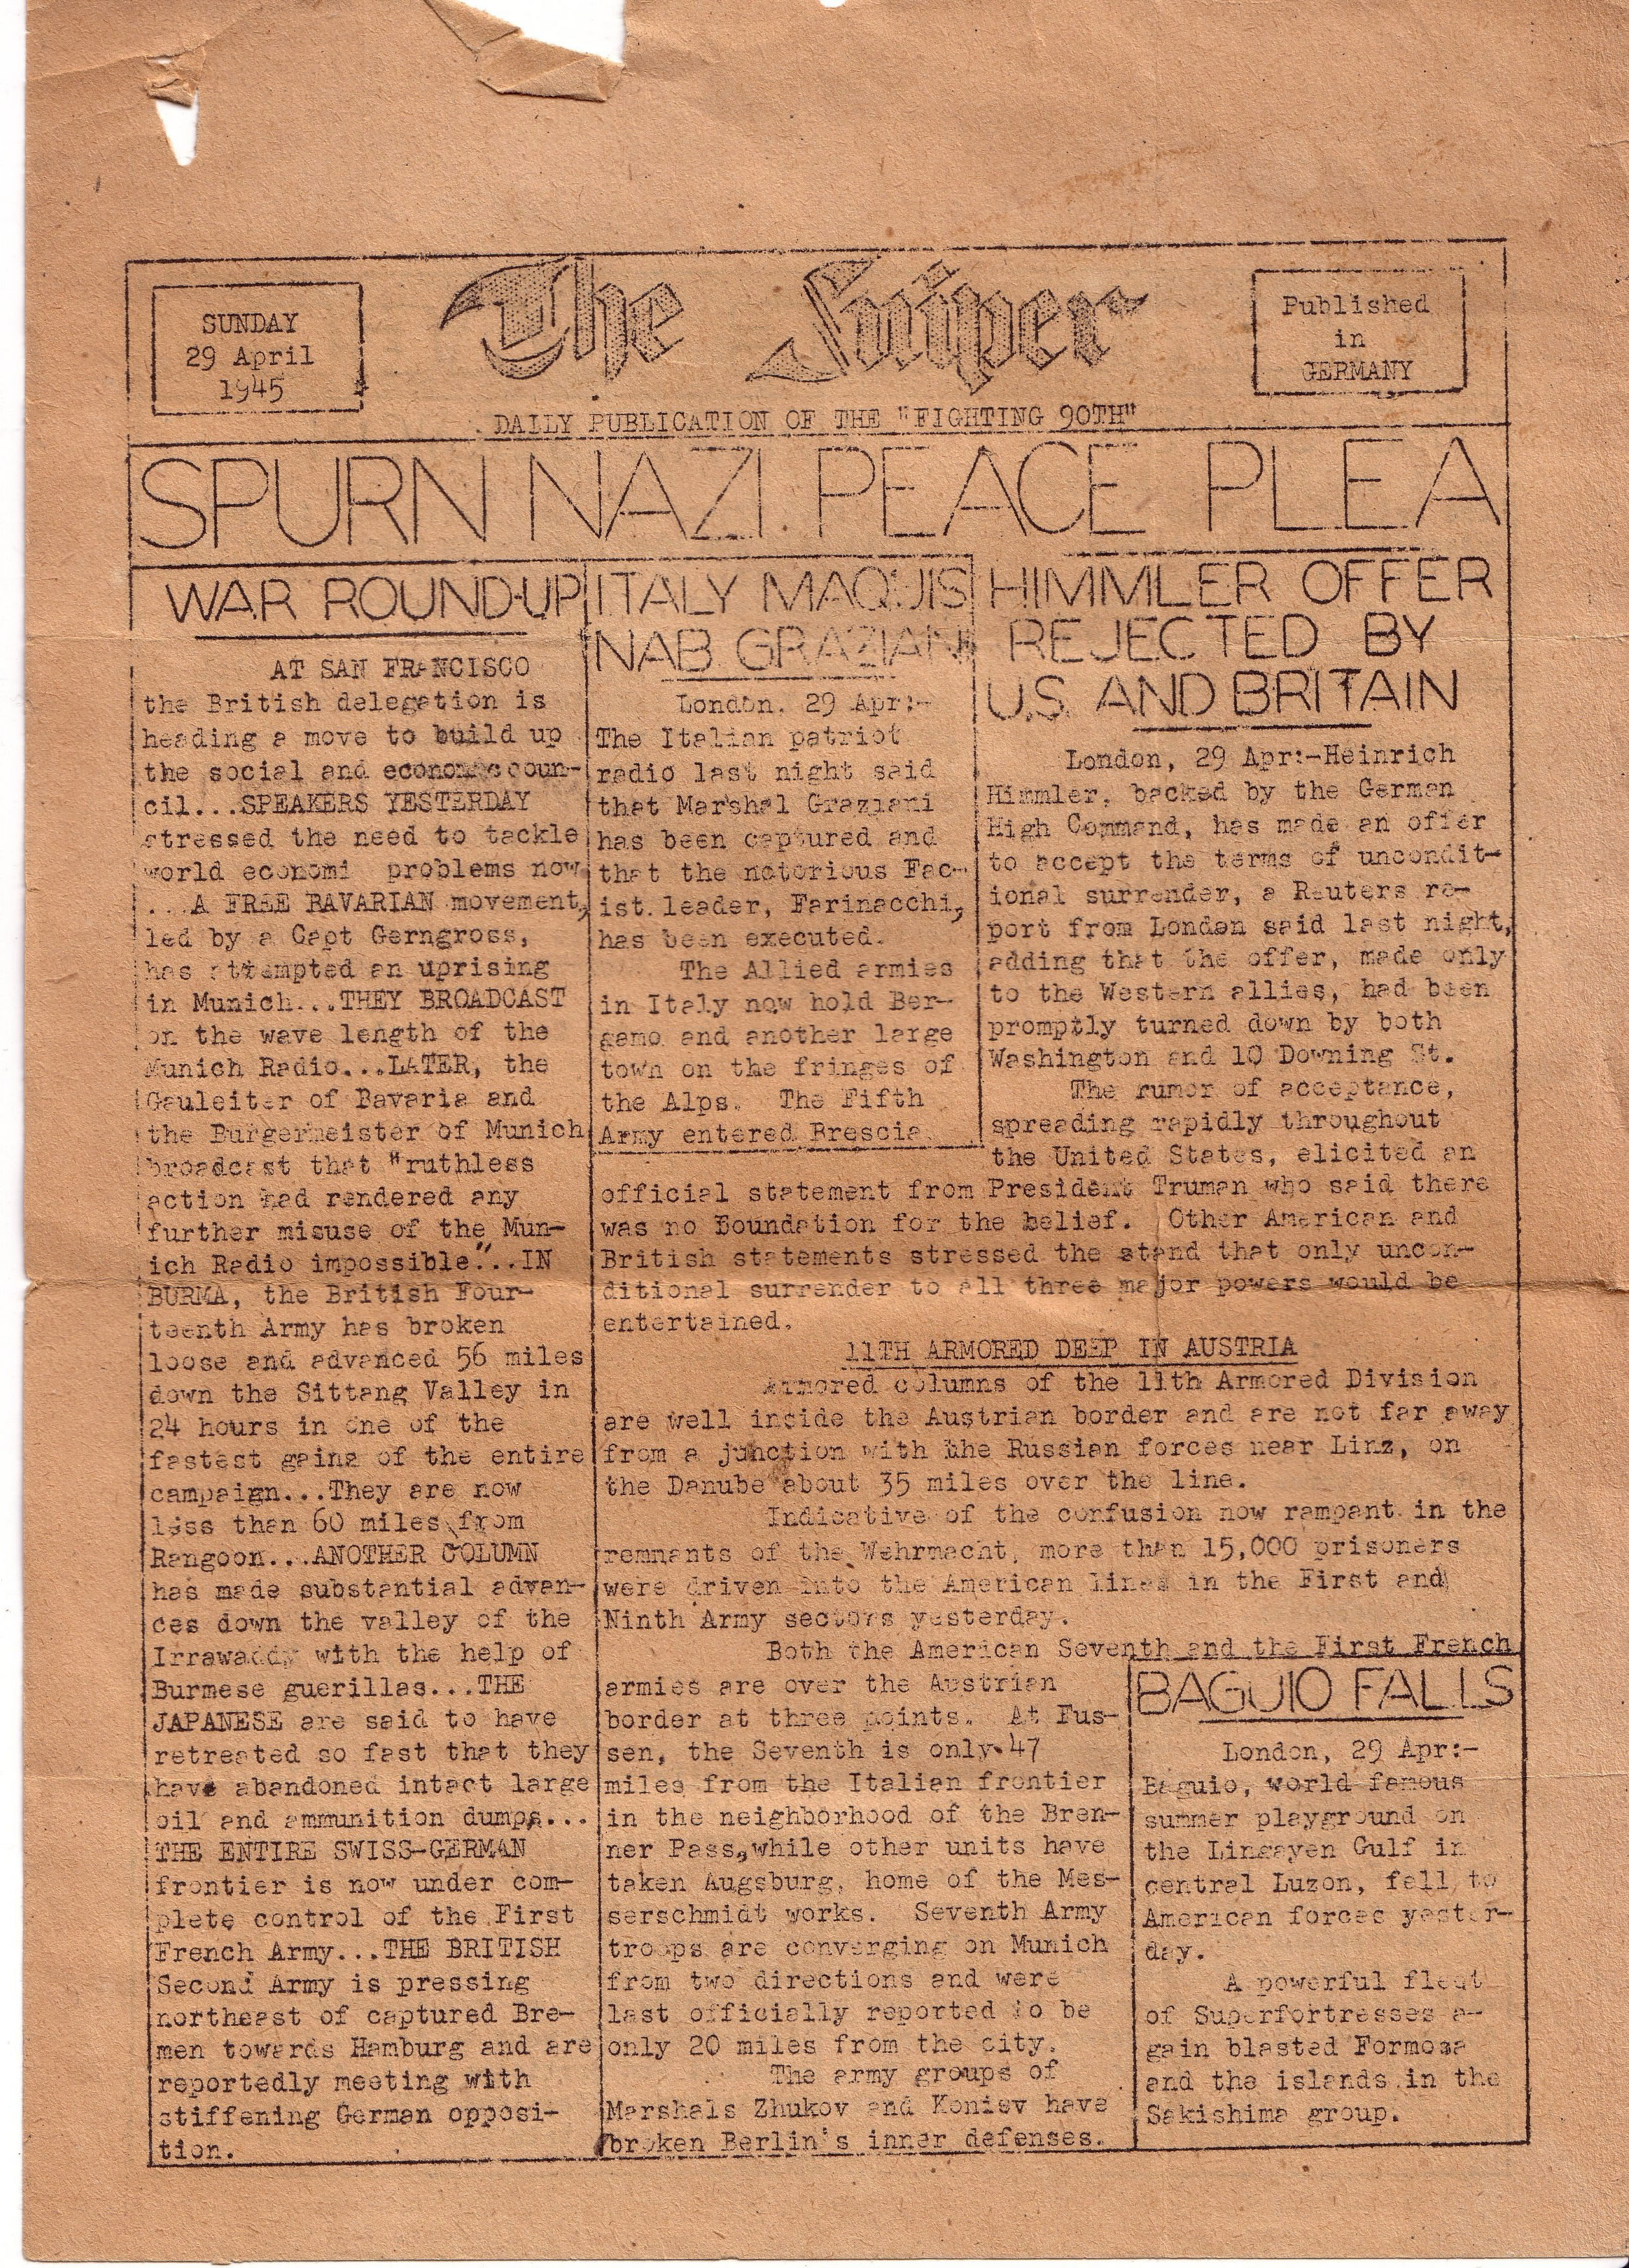 SUNDAY
29 April
1945
The Sniper
Published
in
GERMANY
DAILY PUBLICATION OF THE "FIGHTING 90TH"
SPURN NAZI PEACE PLEA
WAR ROUND-UP
AT SAN FRANCISCO
the British delegation is
heading a move to build up
the social and economic coun-
cil...SPEAKERS YESTERDAY
stressed the need to tackle
world economi problems now
...A FREE BAVARIAN movement,
led by a Capt Gerngross,
has attempted an uprising
in Munich...THEY BROADCAST
on the wave length of the
Munich Radio...LATER, the
Gauleiter of Bavaria and
the Burgermeister of Munich
broadcast that "ruthless
action had rendered any
further misuse of the Mun-
ich Radio impossible"...IN
BURMA, the British Four-
teenth Army has broken
loose and advanced 56 miles
down the Sittang Valley in
24 hours in one of the
fastest gains of the entire
campaign...They are now
less than 60 miles from
Rangoon...ANOTHER COLUMN
has made substantial advan-
ces down the valley of the
Irrawaddy with the help of
Burmese guerillas...THE
JAPANESE are said to have
retreated so fast that they
have abandoned intact large
oil and ammunition dumps...
THE ENTIRE SWISS-GERMAN
frontier is now under com-
plete control of the First
French Army...THE BRITISH
Second Army is pressing
northeast of captured Bre-
men towards Hamburg and are
reportedly meeting with
stiffening German opposi-
tion.
ITALY MAQUIS
NAB GRAZIANI
London, 29 Apr:-
The Italian patriot
radio last night said
that Marshal Graziani
has been captured and
that the notorious Fac-
ist leader, Farinacchi,
has been executed.
The Allied armies
in Italy now hold Ber-
gamo and another large
town on the fringes of
the Alps. The Fifth
Army entered Brescia.
HIMMLER OFFER
REJECTED BY
U.S. AND BRITAIN
London, 29 Apr:-Heinrich
Himmler, backed by the German
High Command, has made an offer
to accept the terms of uncondit-
ional surrender, a Reuters re-
port from London said last night,
adding that the offer, made only
to the Western allies, had been
promptly turned down by both
Washington and 10 Downing St.
The rumor of acceptance,
spreading rapidly throughout
the United States, elicited an
official statement from President Truman who said there
was no Foundation for the belief. Other American and
British statements stressed the stand that only uncon-
ditional surrender to all three major powers would be
entertained.
11TH ARMORED DEEP IN AUSTRIA
Armored columns of the 11th Armored Division
are well inside the Austrian border and are not far away
from a junction with the Russian forces near Linz, on
the Danube about 35 miles over the line.
Indicative of the confusion now rampant in the
remnants of the Wehrmacht, more than 15,000 prisoners
were driven into the American lines in the First and
Ninth Army sectors yesterday.
Both the American Seventh and the First French
armies are over the Austrian
border at three points. At Fus-
sen, the Seventh is only 47
miles from the Italian frontier
in the neighborhood of the Bren-
ner Pass, while other units have
taken Augsburg, home of the Mes-
serschmidt works. Seventh Army
troops are converging on Munich
from two directions and were
last officially reported to be
only 20 miles from the city.
The army groups of
Marshals Zhukov and Koniev have
broken Berlin's inner defenses.
BAGUIO FALLS
London, 29 Apr:-
Baguio, world famous
summer playground on
the Lingayen Gulf in
central Luzon, fell to
American forces yester-
day.
A powerful fleet
of Superfortresses a-
gain blasted Formosa
and the islands in the
Sakishima group.